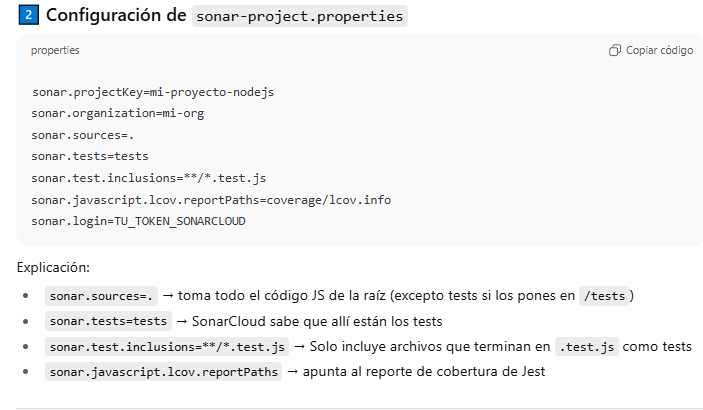 2 Configuración de sonar-project.properties
properties
Copiar código
sonar.projectKey=mi-proyecto-nodejs
sonar.organization=mi-org
sonar.sources=.
sonar.tests=tests
sonar.test.inclusions=**/*.test.js
sonar.javascript.lcov.reportPaths=coverage/lcov.info
sonar.login=TU_TOKEN_SONARCLOUD
Explicación:
• sonar.sources=. → toma todo el código JS de la raíz (excepto tests si los pones en /tests)
• sonar.tests=tests → SonarCloud sabe que allí están los tests
• sonar.test.inclusions=**/*.test.js → Solo incluye archivos que terminan en .test.js como tests
• sonar.javascript.lcov.reportPaths → apunta al reporte de cobertura de Jest